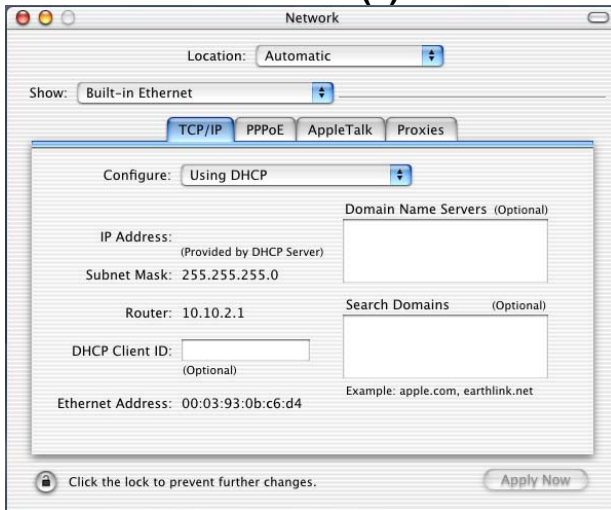 Network
Location: Automatic
Show: Built-in Ethernet
TCP/IP PPPoE AppleTalk Proxies
Configure: Using DHCP
Domain Name Servers (Optional)
IP Address:
(Provided by DHCP Server)
Subnet Mask: 255.255.255.0
Router: 10.10.2.1
Search Domains (Optional)
DHCP Client ID:
(Optional)
Example: apple.com, earthlink.net
Ethernet Address: 00:03:93:0b:c6:d4
Click the lock to prevent further changes.
Apply Now